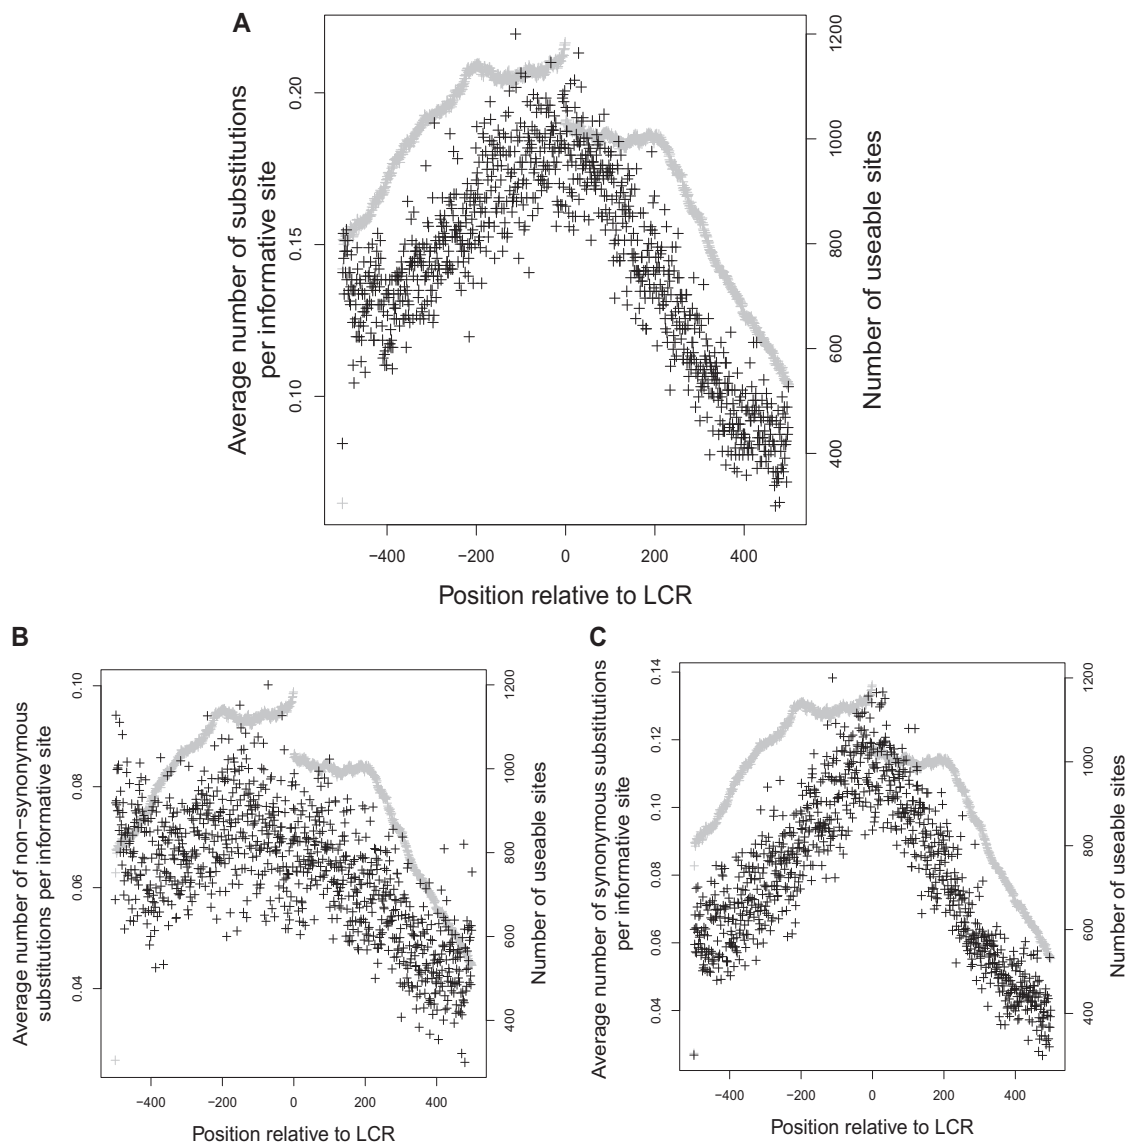 A
Average number of substitutions
per informative site
0.10
0.15
0.20
400
600
800
1000
1200
Number of useable sites
−400
−200
0
200
400
Position relative to LCR
B
Average number of non−synonymous
substitutions per informative site
0.04
0.06
0.08
0.10
400
600
800
1000
1200
Number of useable sites
−400
−200
0
200
400
Position relative to LCR
C
Average number of synonymous substitutions
per informative site
0.04
0.06
0.08
0.10
0.12
0.14
400
600
800
1000
1200
Number of useable sites
−400
−200
0
200
400
Position relative to LCR